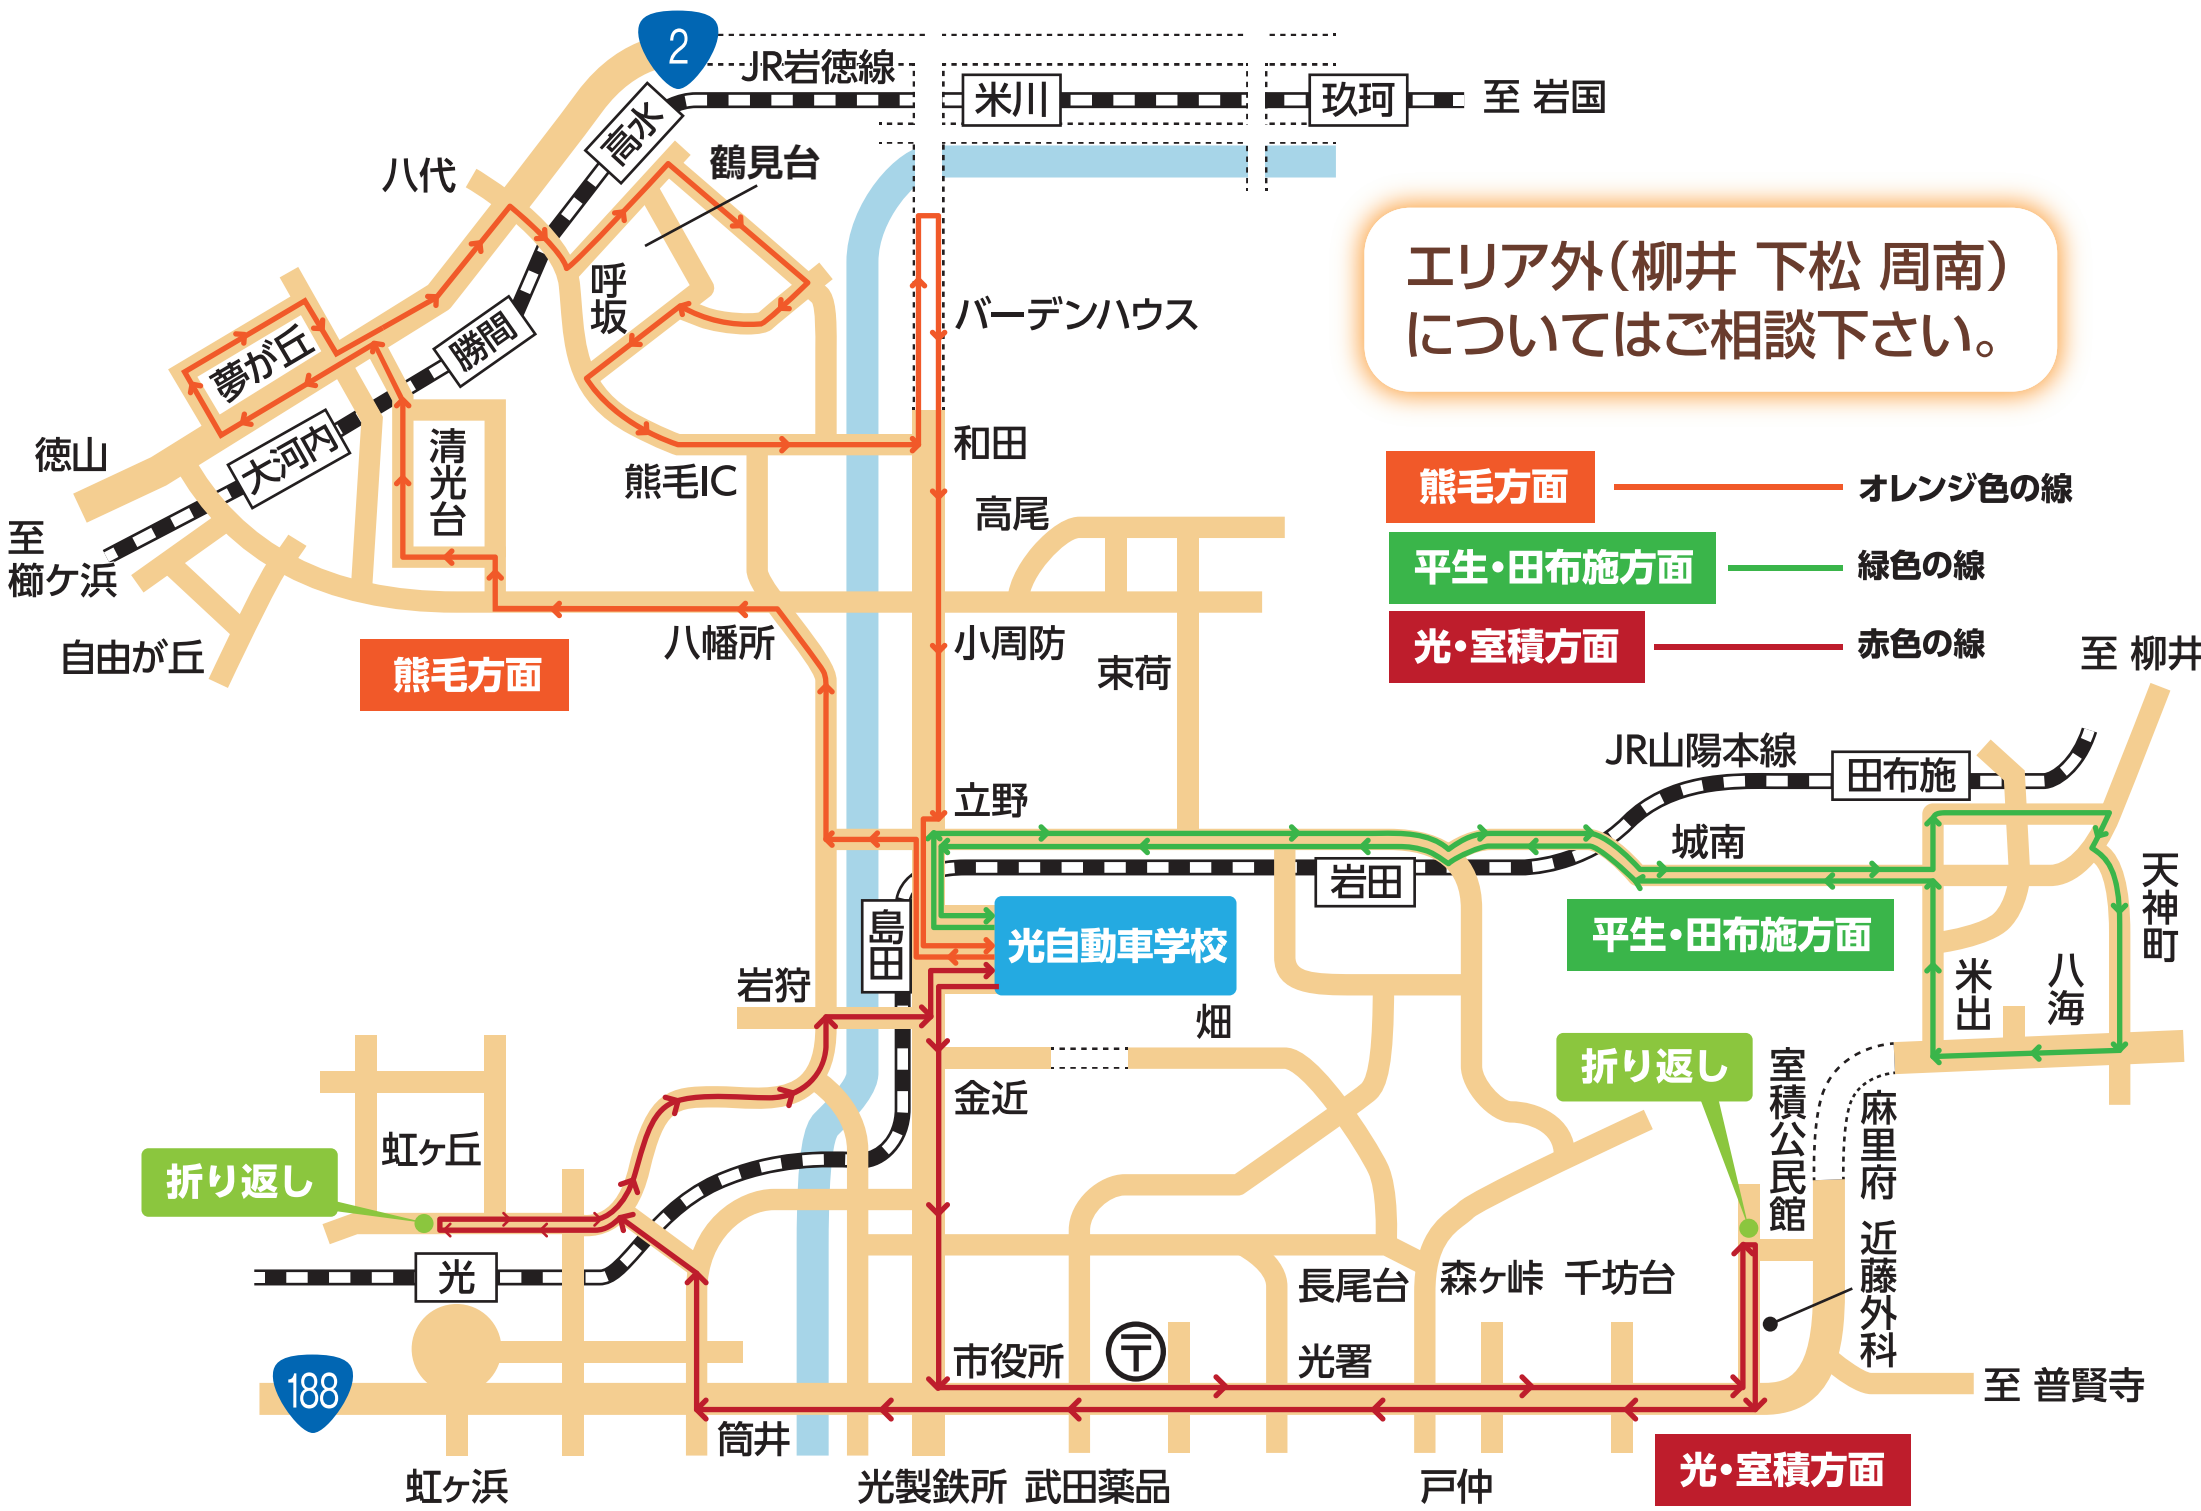 2
JR岩徳線
米川
玖珂
至 岩国
高水
鶴見台
八代
呼坂
バーデンハウス
エリア外(柳井 下松 周南)
についてはご相談下さい。
勝間
夢が丘
大河内
徳山
清光台
熊毛IC
和田
高尾
熊毛方面
オレンジ色の線
平生・田布施方面
緑色の線
光・室積方面
赤色の線
至
櫛ケ浜
自由が丘
熊毛方面
八幡所
小周防
束荷
至 柳井
JR山陽本線
田布施
立野
城南
岩田
天神町
平生・田布施方面
島田
光自動車学校
岩狩
畑
米出
八海
折り返し
室積公民館
麻里府
金近
虹ヶ丘
折り返し
光
長尾台
森ヶ峠
千坊台
近藤外科
市役所
〒
光署
至 普賢寺
188
筒井
光・室積方面
虹ヶ浜
光製鉄所
武田薬品
戸仲